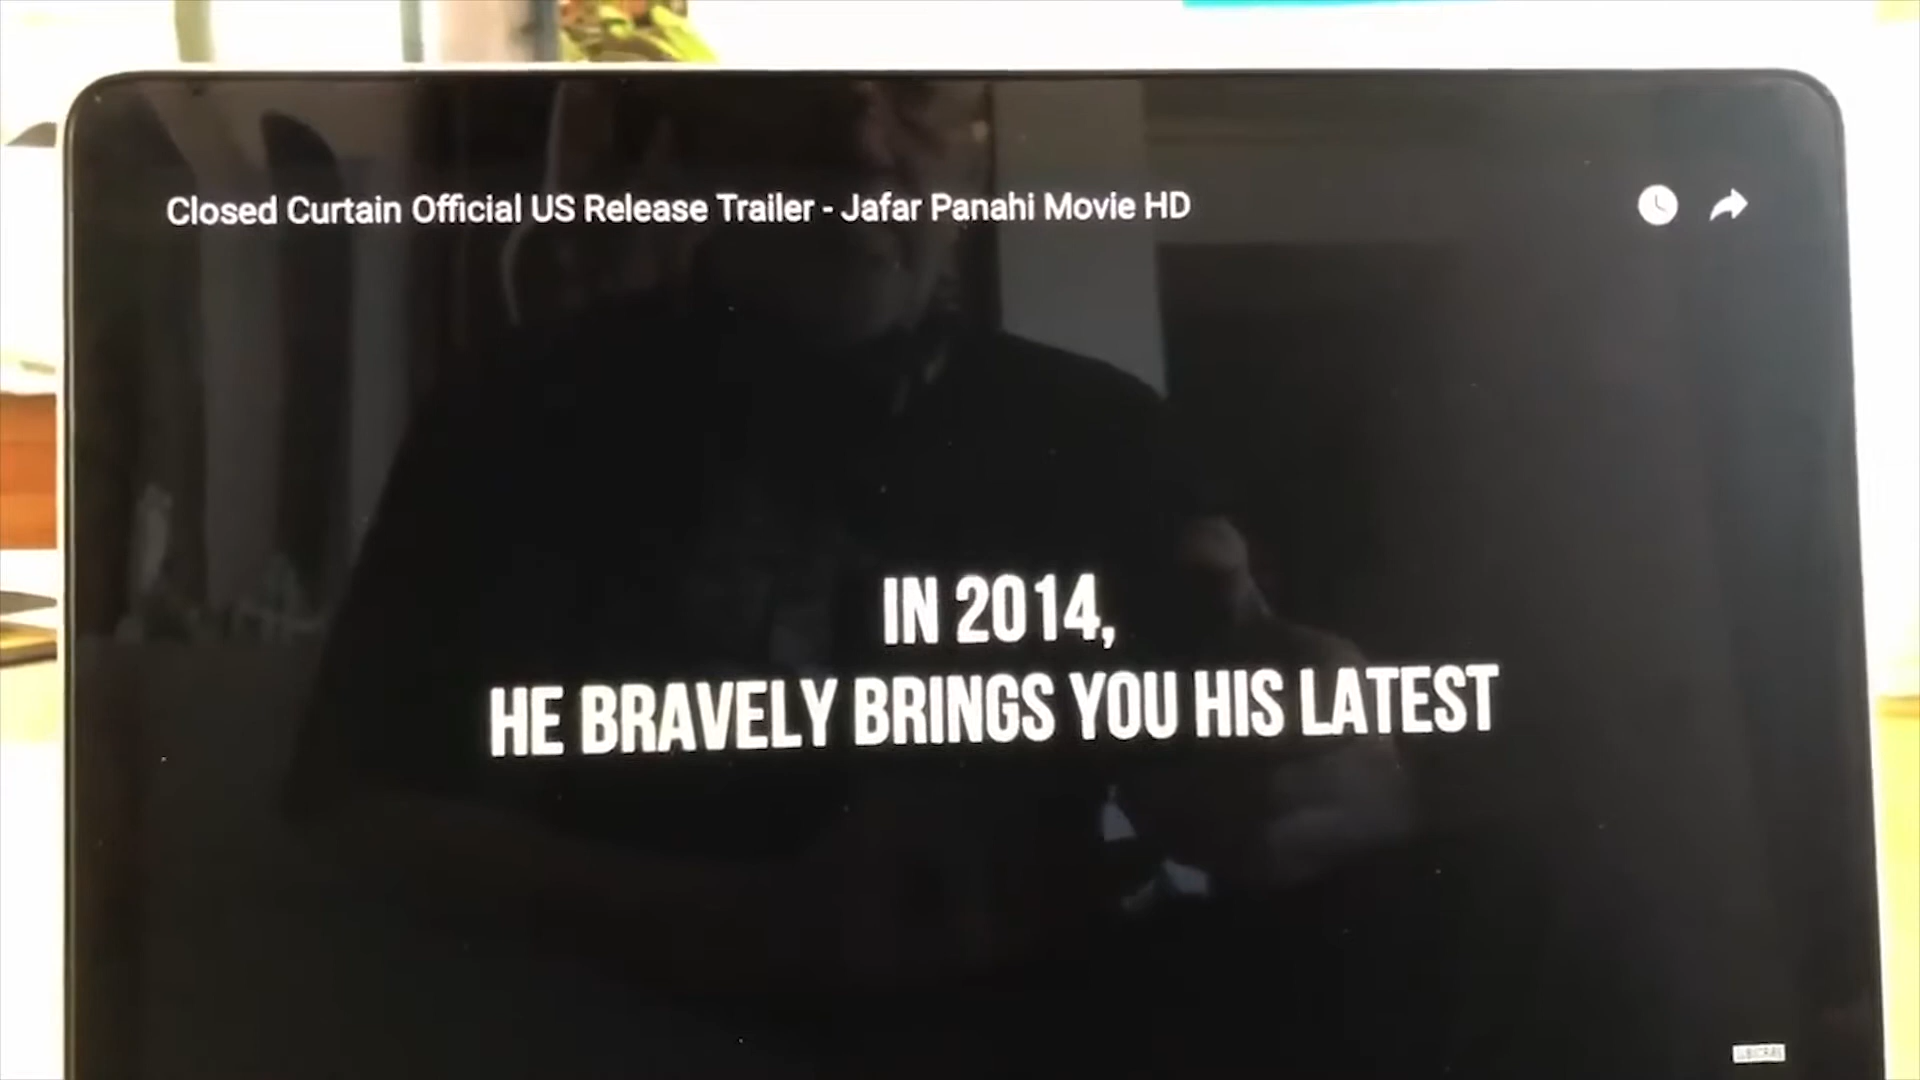 Closed Curtain Official US Release Trailer - Jafar Panahi Movie HD
IN 2014,
HE BRAVELY BRINGS YOU HIS LATEST